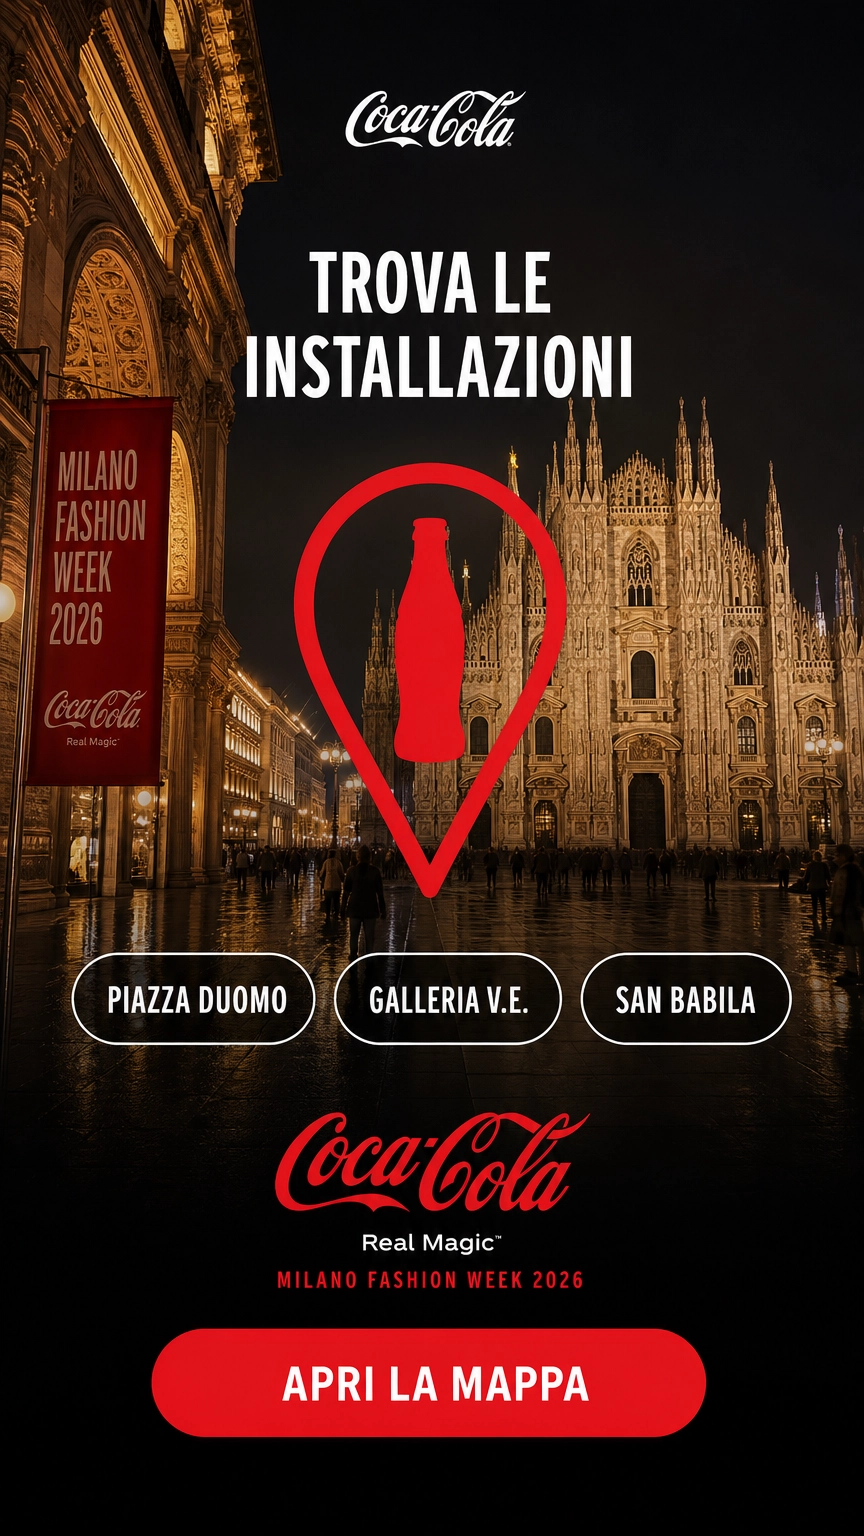 Coca-Cola
TROVA LE
INSTALLAZIONI
MILANO
FASHION
WEEK
2026
Coca-Cola
Real Magic
PIAZZA DUOMO
GALLERIA V.E.
SAN BABILA
Coca-Cola
Real Magic™
MILANO FASHION WEEK 2026
APRI LA MAPPA